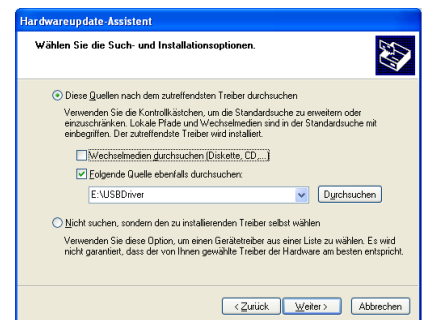 Hardwareupdate-Assistent
Wählen Sie die Such- und Installationsoptionen.
Diese Quellen nach dem zutreffendsten Treiber durchsuchen
Verwenden Sie die Kontrollkästchen, um die Standardsuche zu erweitern oder
einzuschränken. Lokale Pfade und Wechselmedien sind in der Standardsuche mit
einbegriffen. Der zutreffendste Treiber wird installiert.
Wechselmedien durchsuchen (Diskette, CD,...)
Folgende Quelle ebenfalls durchsuchen:
E:\USBDriver
Durchsuchen
Nicht suchen, sondern den zu installierenden Treiber selbst wählen
Verwenden Sie diese Option, um einen Gerätetreiber aus einer Liste zu wählen. Es wird
nicht garantiert, dass der von Ihnen gewählte Treiber der Hardware am besten entspricht.
< Zurück
Weiter >
Abbrechen